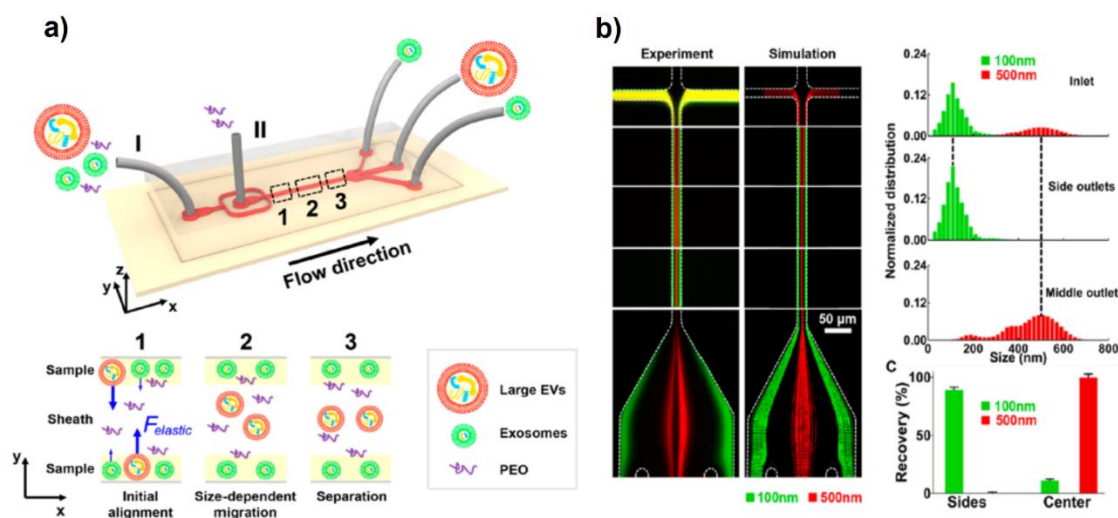 a)
I
II
1
2
3
Flow direction
z
y
x
1
2
3
Sample
Sheath
Sample
F elastic
y
x
Initial
alignment
Size-dependent
migration
Separation
Large EVs
Exosomes
PEO
b)
Experiment
Simulation
50 μm
100nm
500nm
Normalized distribution
0.24
0.12
0.00
100nm
500nm
Inlet
0.24
0.12
0.00
Side outlets
0.24
0.12
0.00
Middle outlet
0 200 400 600 800
Size (nm)
C
Recovery (%)
100
50
0
100nm
500nm
Sides
Center